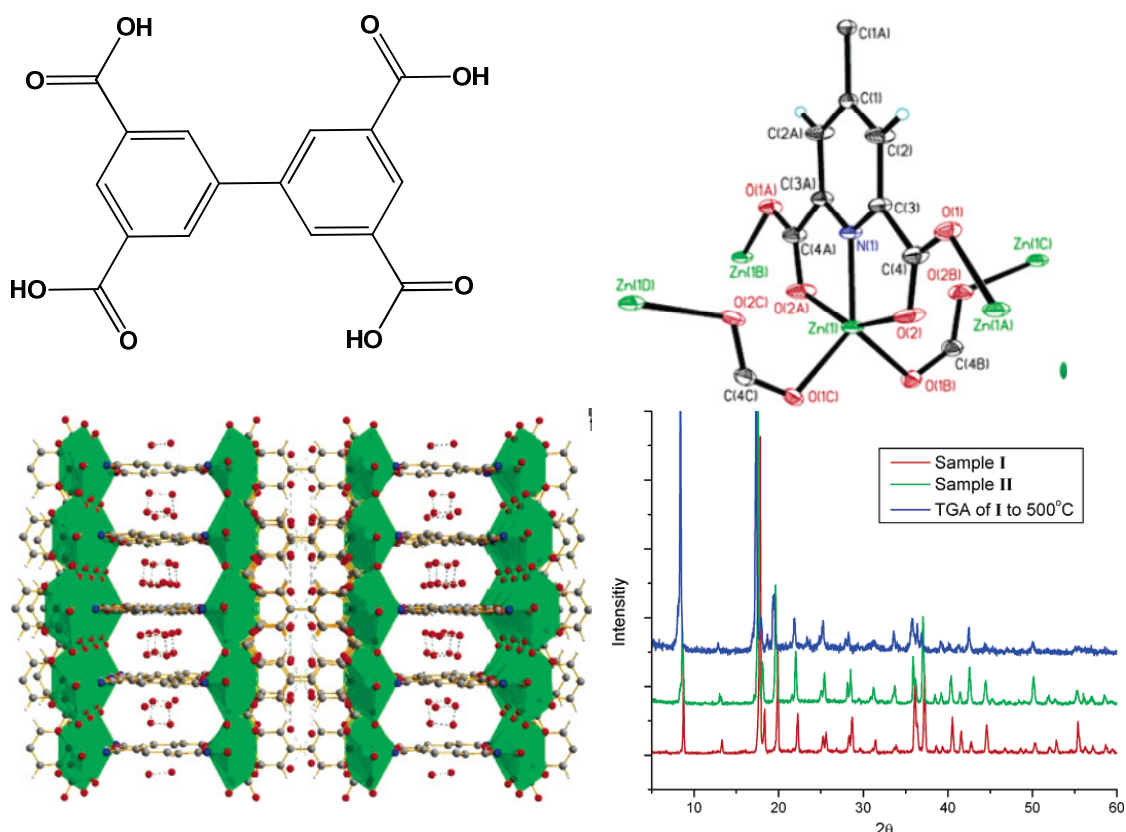 OH
O
O
OH
HO
O
O
HO
C(1A)
C(1)
C(2A)
C(2)
C(3A)
O(1A)
C(3)
O(1)
N(1)
C(4A)
Zn(1C)
C(4)
Zn(1B)
O(2B)
Zn(1D)
O(2A)
O(2C)
Zn(1)
O(2)
Zn(1A)
C(4B)
O(1B)
C(4C)
O(1C)
Sample I
Sample II
TGA of I to 500°C
Intensitiy
10 20 30 40 50 60
2θ